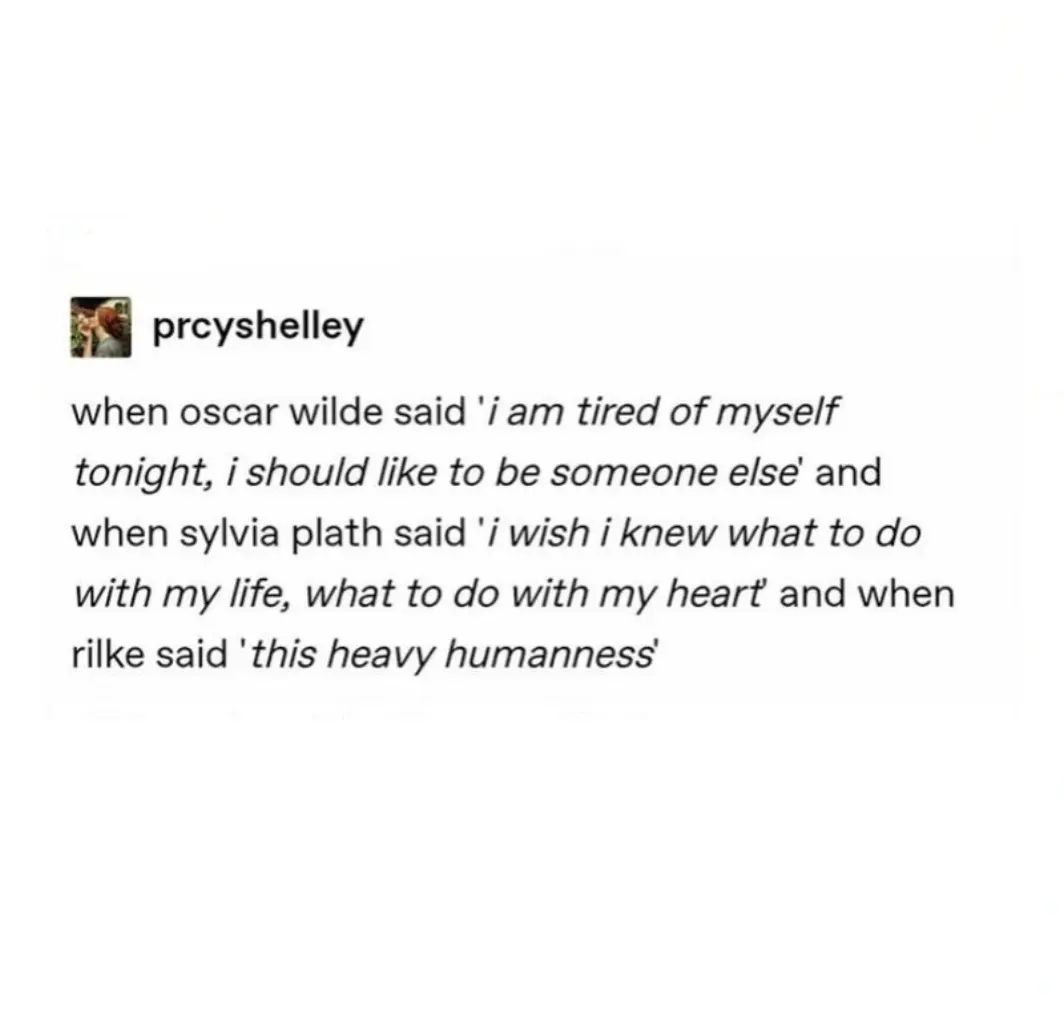 prcyshelley
when oscar wilde said 'i am tired of myself
tonight, i should like to be someone else' and
when sylvia plath said 'i wish i knew what to do
with my life, what to do with my heart' and when
rilke said 'this heavy humanness'